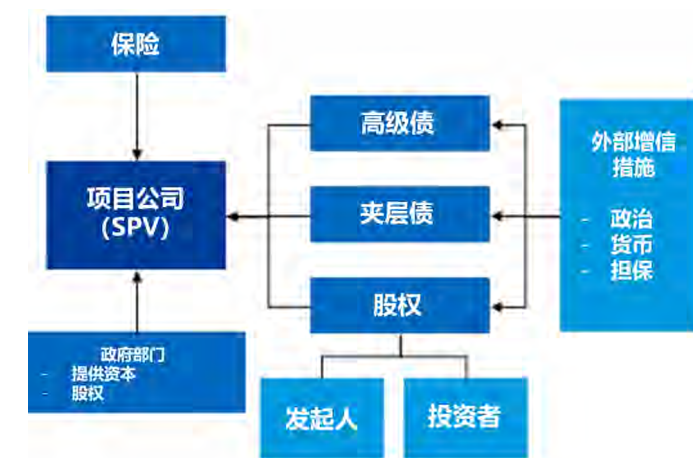 保险
项目公司
（SPV）
高级债
夹层债
股权
外部增信
措施
- 政治
- 货币
- 担保
政府部门
- 提供资本
- 股权
发起人
投资者